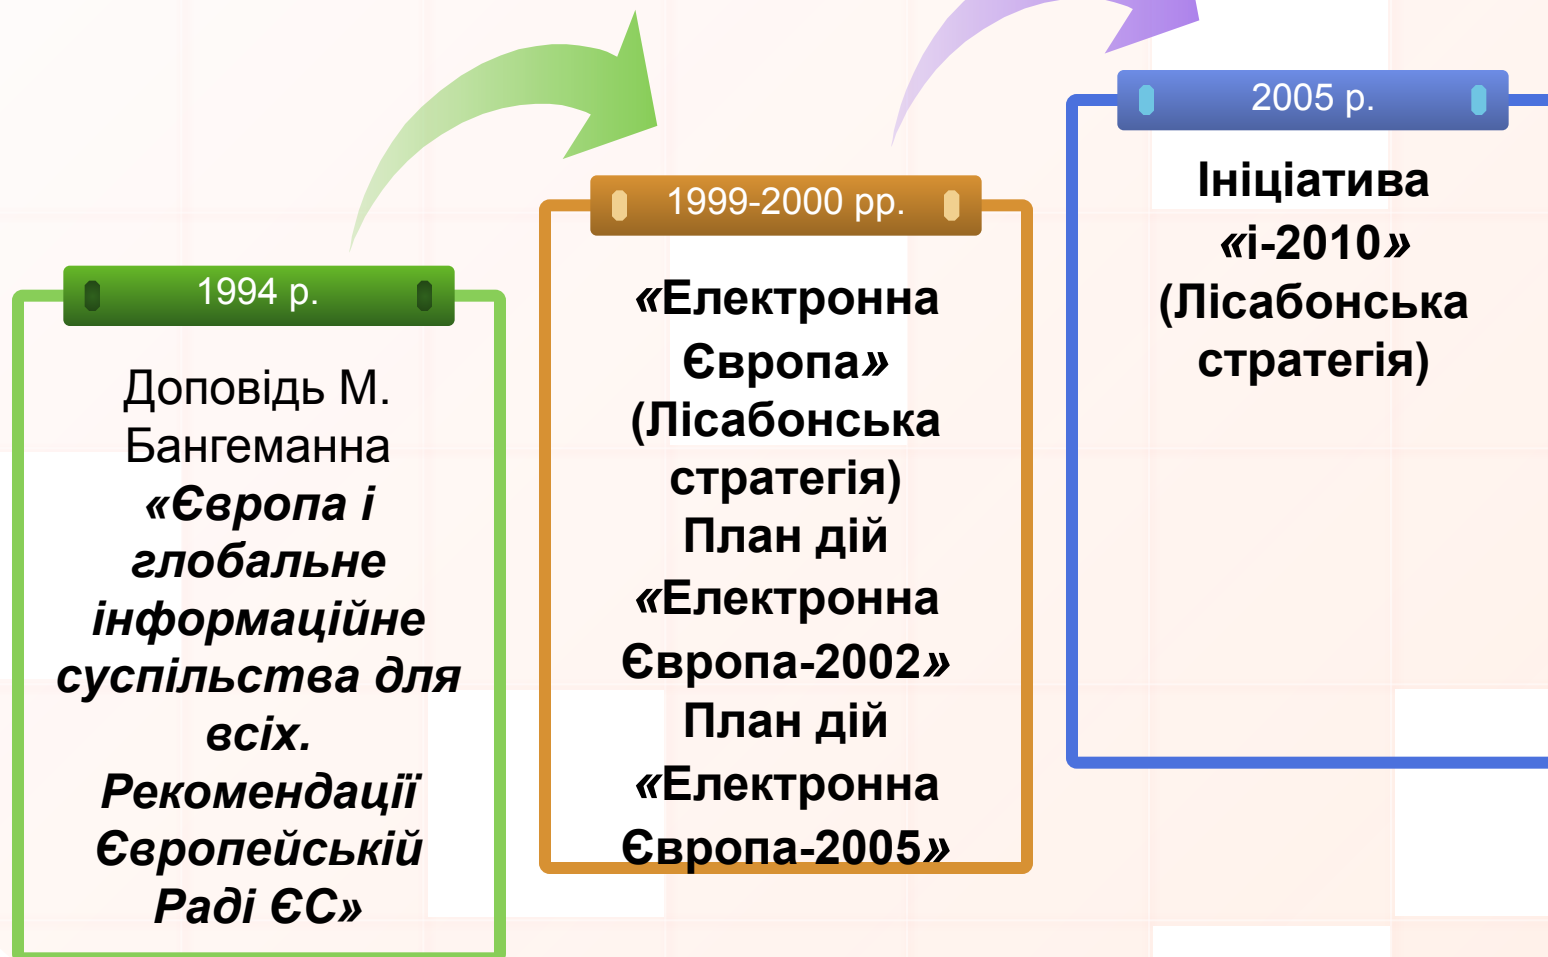 1994 р.
Доповідь М.
Бангеманна
«Європа і
глобальне
інформаційне
суспільства для
всіх.
Рекомендації
Європейській
Раді ЄС»
1999-2000 рр.
«Електронна
Європа»
(Лісабонська
стратегія)
План дій
«Електронна
Європа-2002»
План дій
«Електронна
Європа-2005»
2005 р.
Ініціатива
«і-2010»
(Лісабонська
стратегія)